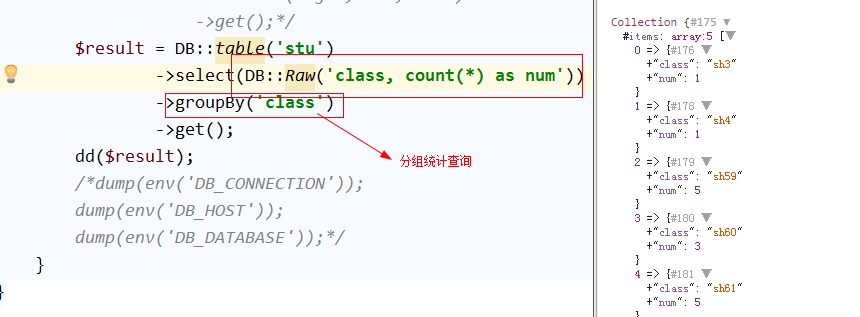 ->get();*/
$result = DB::table('stu')
->select(DB::Raw('class, count(*) as num'))
->groupBy('class')
->get();
分组统计查询
dd($result);
/*dump(env('DB_CONNECTION'));
dump(env('DB_HOST'));
dump(env('DB_DATABASE'));*/
}
}
Collection {#175 ▼
#items: array:5 [▼
0 => {#176 ▼
+"class": "sh3"
+"num": 1
}
1 => {#178 ▼
+"class": "sh4"
+"num": 1
}
2 => {#179 ▼
+"class": "sh59"
+"num": 5
}
3 => {#180 ▼
+"class": "sh60"
+"num": 3
}
4 => {#181 ▼
+"class": "sh61"
+"num": 5
}